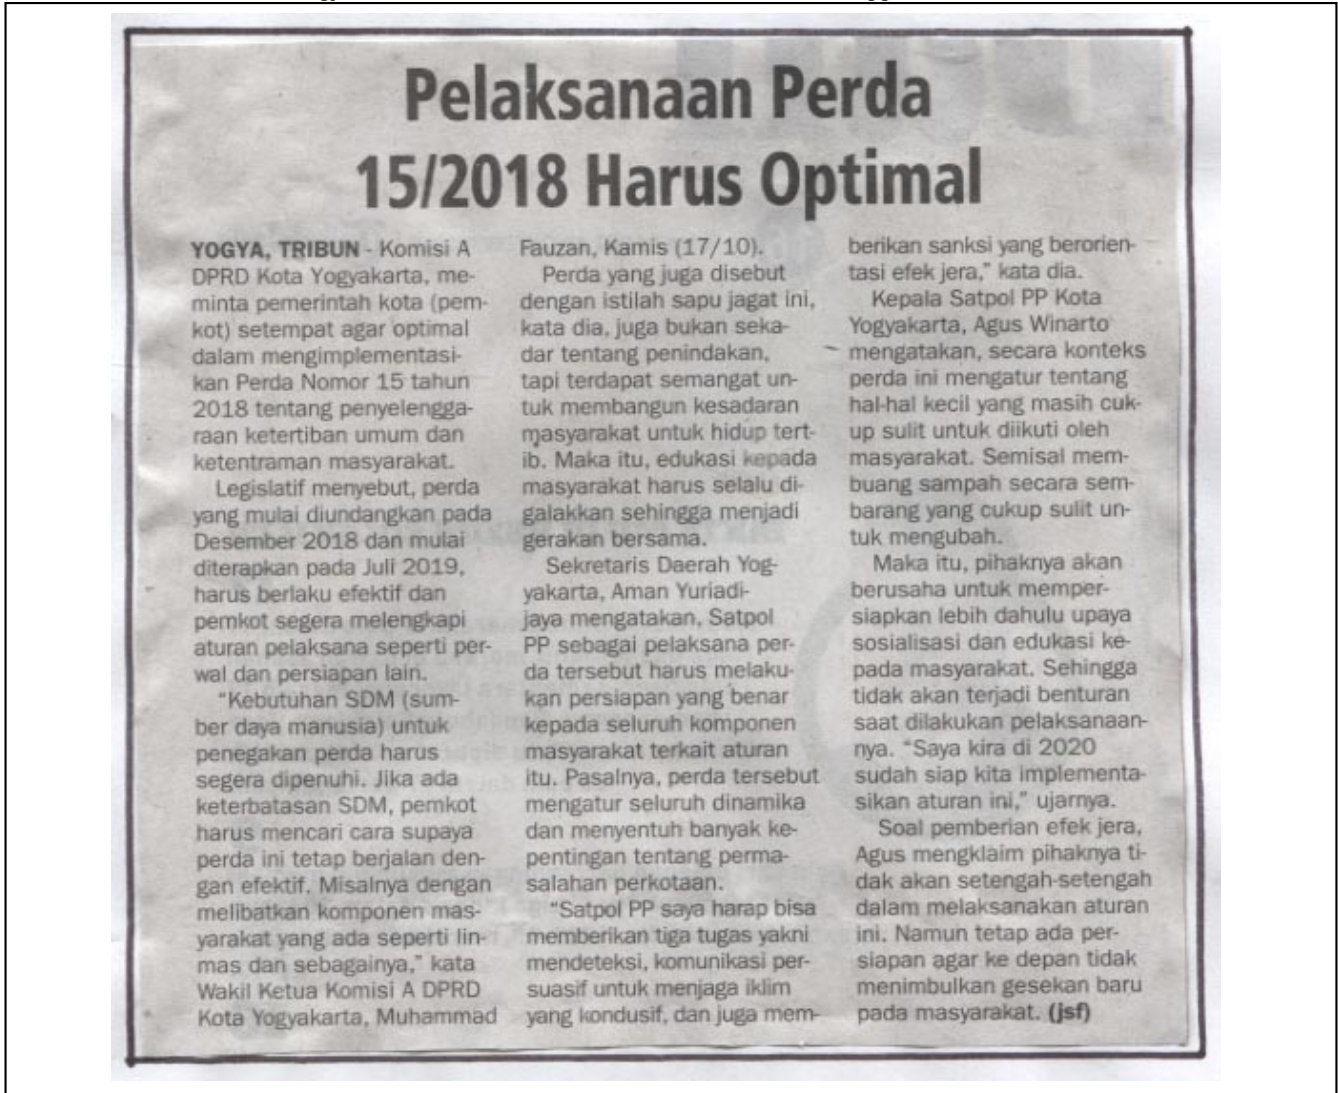 Pelaksanaan Perda
15/2018 Harus Optimal
YOGYA, TRIBUN - Komisi A
DPRD Kota Yogyakarta, me-
minta pemerintah kota (pem-
kot) setempat agar optimal
dalam mengimplementasi-
kan Perda Nomor 15 tahun
2018 tentang penyelengga-
raan ketertiban umum dan
ketentraman masyarakat.
Legislatif menyebut, perda
yang mulai diundangkan pada
Desember 2018 dan mulai
diterapkan pada Juli 2019,
harus berlaku efektif dan
pemkot segera melengkapi
aturan pelaksana seperti per-
wal dan persiapan lain.
"Kebutuhan SDM (sum-
ber daya manusia) untuk
penegakan perda harus
segera dipenuhi. Jika ada
keterbatasan SDM, pemkot
harus mencari cara supaya
perda ini tetap berjalan den-
gan efektif. Misalnya dengan
melibatkan komponen mas-
yarakat yang ada seperti lin-
mas dan sebagainya," kata
Wakil Ketua Komisi A DPRD
Kota Yogyakarta, Muhammad
Fauzan, Kamis (17/10).
Perda yang juga disebut
dengan istilah sapu jagat ini,
kata dia, juga bukan seka-
dar tentang penindakan,
tapi terdapat semangat un-
tuk membangun kesadaran
masyarakat untuk hidup tert-
ib. Maka itu, edukasi kepada
masyarakat harus selalu di-
galakkan sehingga menjadi
gerakan bersama.
Sekretaris Daerah Yog-
yakarta, Aman Yuriadi-
jaya mengatakan, Satpol
PP sebagai pelaksana per-
da tersebut harus melaku-
kan persiapan yang benar
kepada seluruh komponen
masyarakat terkait aturan
itu. Pasalnya, perda tersebut
mengatur seluruh dinamika
dan menyentuh banyak ke-
pentingan tentang perma-
salahan perkotaan.
"Satpol PP saya harap bisa
memberikan tiga tugas yakni
mendeteksi, komunikasi per-
suasif untuk menjaga iklim
yang kondusif, dan juga mem-
berikan sanksi yang berorien-
tasi efek jera," kata dia.
Kepala Satpol PP Kota
Yogyakarta, Agus Winarto
mengatakan, secara konteks
perda ini mengatur tentang
hal-hal kecil yang masih cuk-
up sulit untuk diikuti oleh
masyarakat. Semisal mem-
buang sampah secara sem-
barang yang cukup sulit un-
tuk mengubah.
Maka itu, pihaknya akan
berusaha untuk memper-
siapkan lebih dahulu upaya
sosialisasi dan edukasi ke-
pada masyarakat. Sehingga
tidak akan terjadi benturan
saat dilakukan pelaksanaan-
nya. "Saya kira di 2020
sudah siap kita implementa-
sikan aturan ini," ujarnya.
Soal pemberian efek jera,
Agus mengklaim pihaknya ti-
dak akan setengah-setengah
dalam melaksanakan aturan
ini. Namun tetap ada per-
siapan agar ke depan tidak
menimbulkan gesekan baru
pada masyarakat. (jsf)